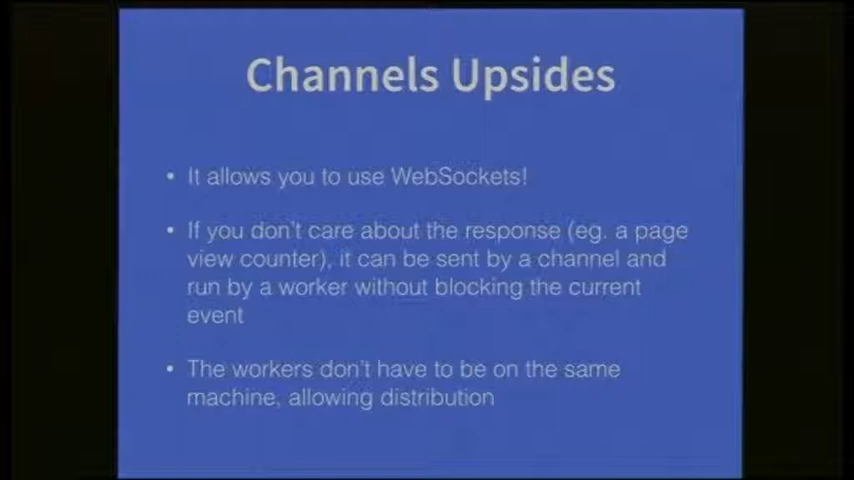 Channels Upsides
• It allows you to use WebSockets!
• If you don't care about the response (eg. a page
view counter), it can be sent by a channel and
run by a worker without blocking the current
event
• The workers don't have to be on the same
machine, allowing distribution